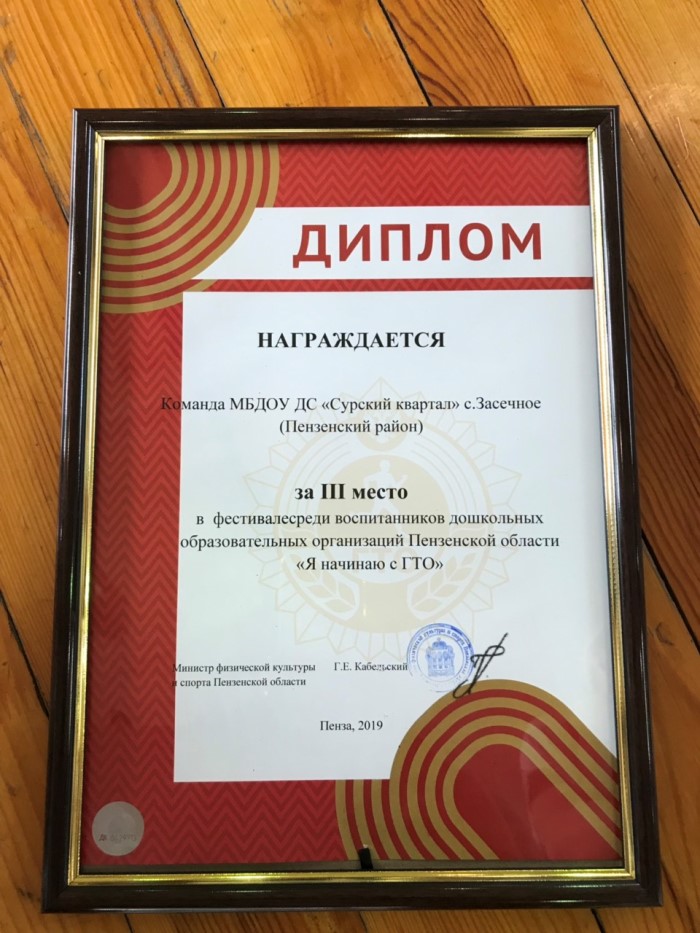 ДИПЛОМ
НАГРАЖДАЕТСЯ
Команда МБДОУ ДС «Сурский квартал» с.Засечное
(Пензенский район)
за III место
в фестивалесреди воспитанников дошкольных
образовательных организаций Пензенской области
«Я начинаю с ГТО»
ГТО
Министр физической культуры Г.Е. Кабельский
и спорта Пензенской области
Пенза, 2019